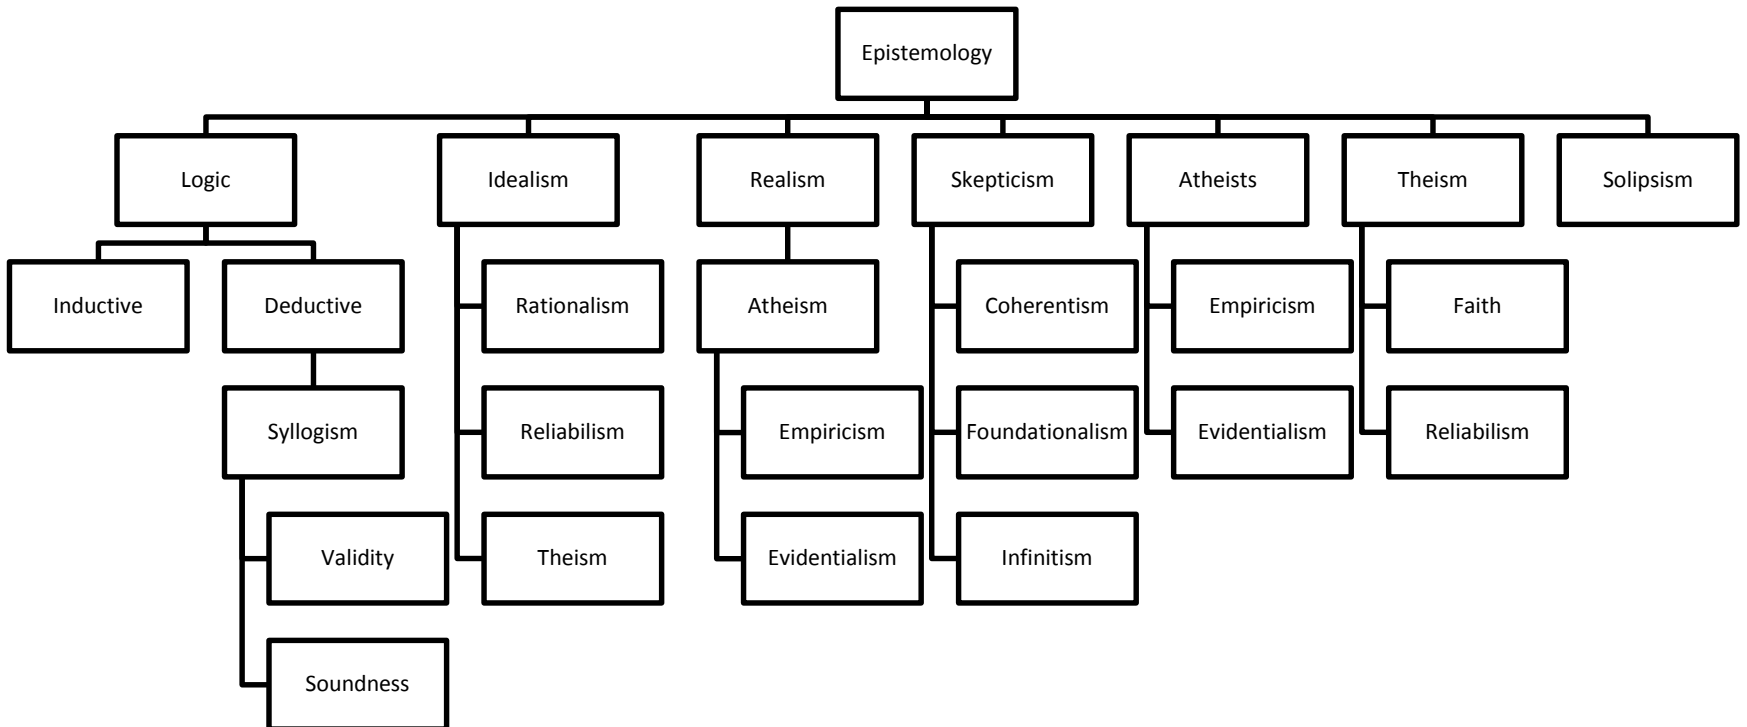 Epistemology
Logic
Idealism
Realism
Skepticism
Atheists
Theism
Solipsism
Inductive
Deductive
Rationalism
Atheism
Coherentism
Empiricism
Faith
Syllogism
Reliabilism
Empiricism
Foundationalism
Evidentialism
Reliabilism
Validity
Theism
Evidentialism
Infinitism
Soundness